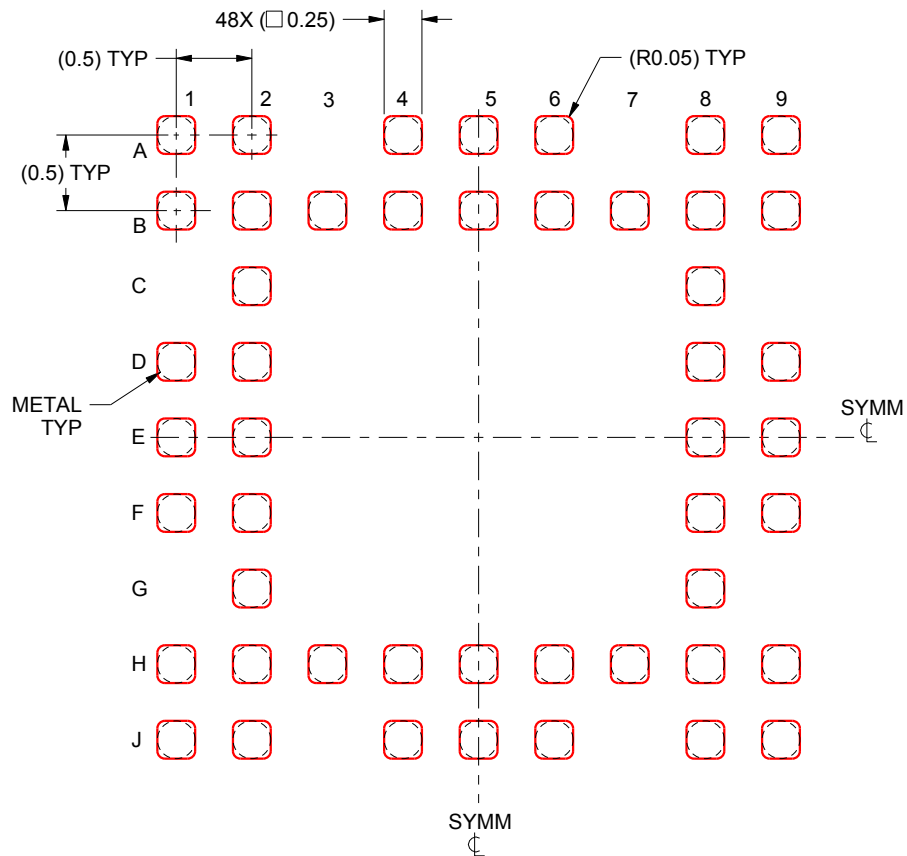 48X (□ 0.25)
(0.5) TYP
(R0.05) TYP
1 2 3 4 5 6 7 8 9
A
(0.5) TYP
B
C
D
METAL
TYP
E
SYMM
℄
F
G
H
J
SYMM
℄